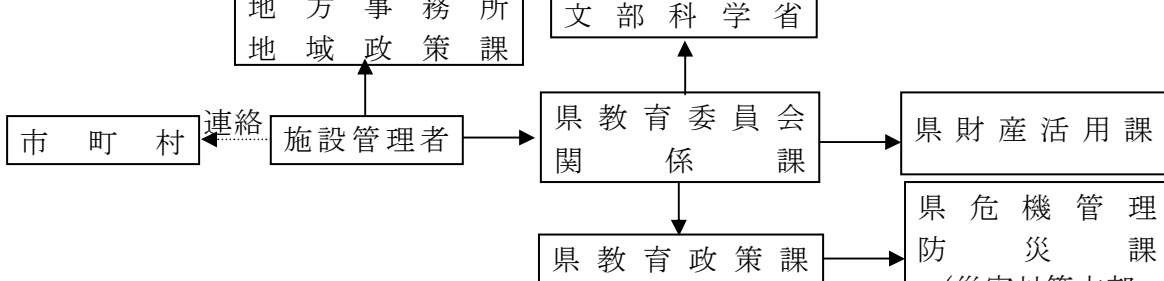 地方事務所
地域政策課
文部科学省
市町村
連絡
施設管理者
県教育委員会
関係課
県財産活用課
県教育政策課
県危機管理
防災課